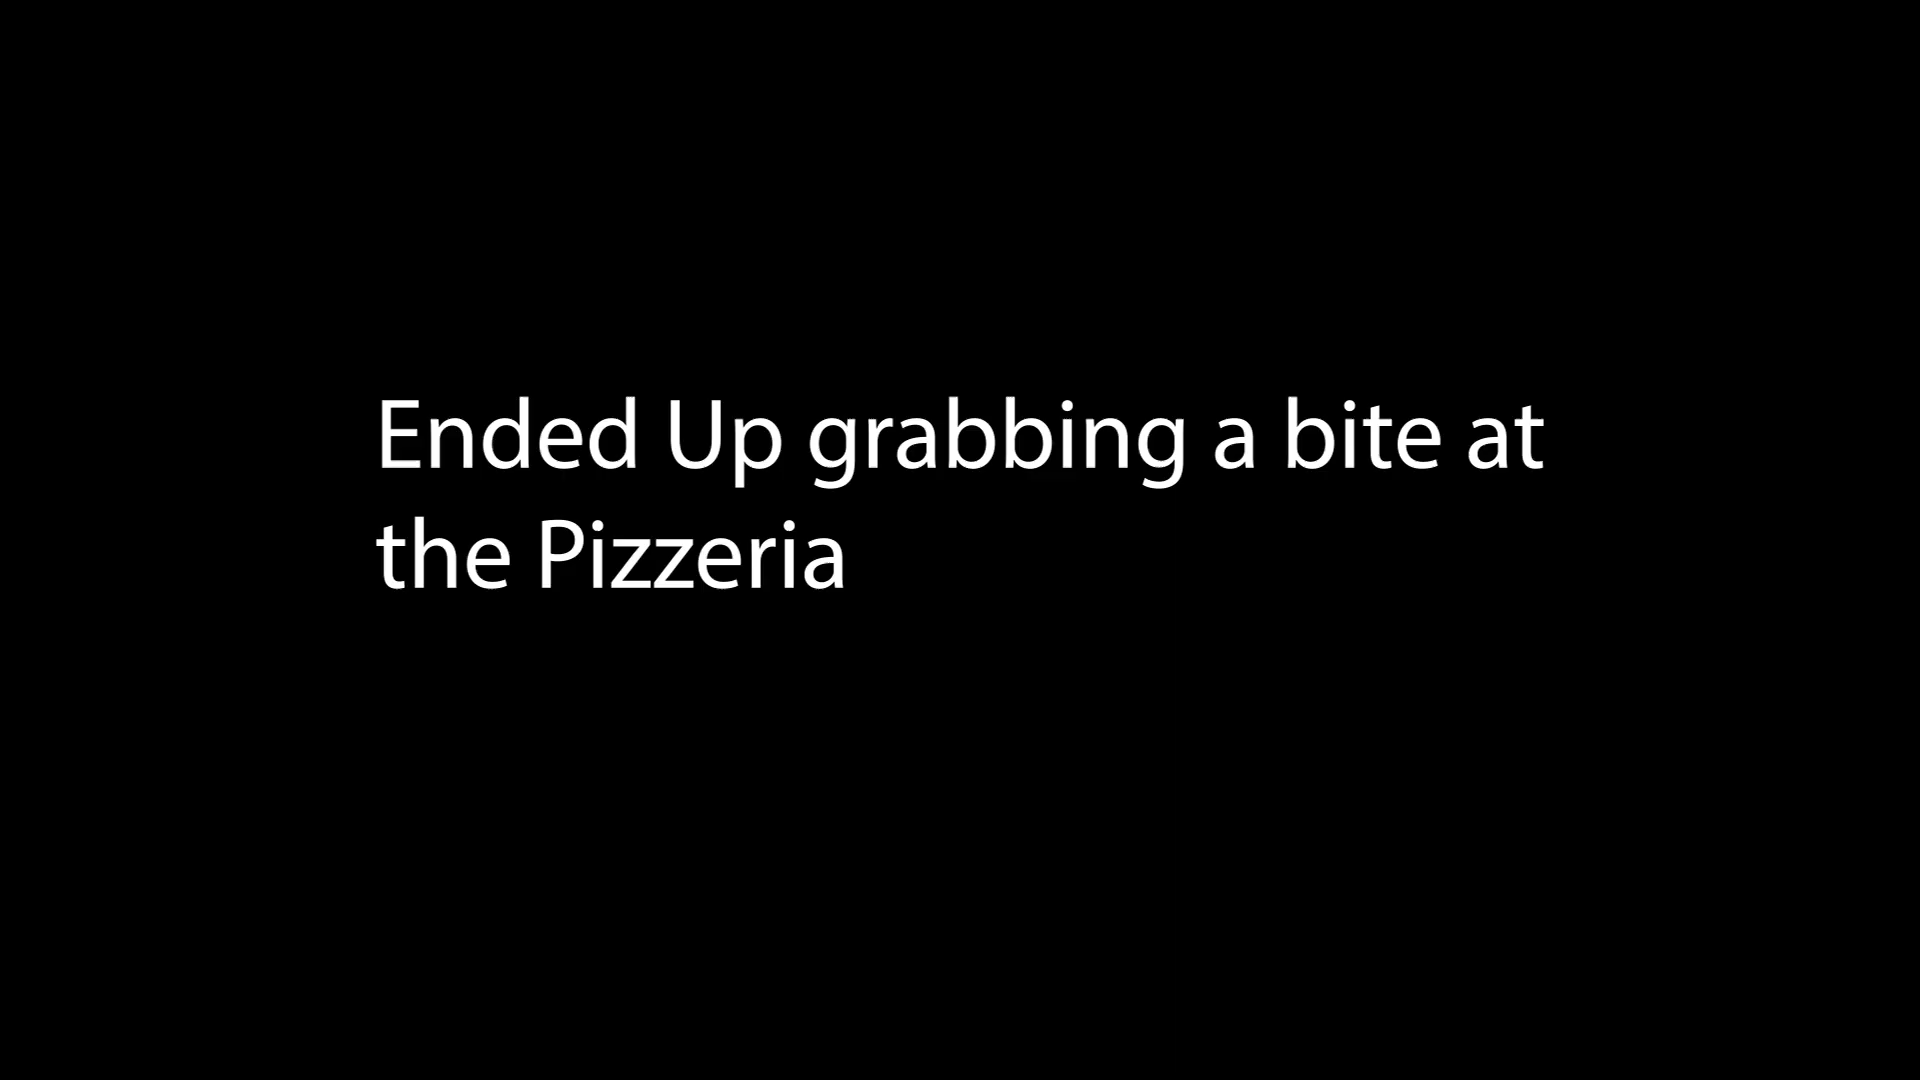 Ended Up grabbing a bite at
the Pizzeria